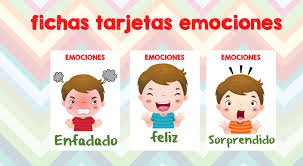 fichas tarjetas emociones
EMOCIONES
EMOCIONES
EMOCIONES
Enfadado
feliz
Sorprendido